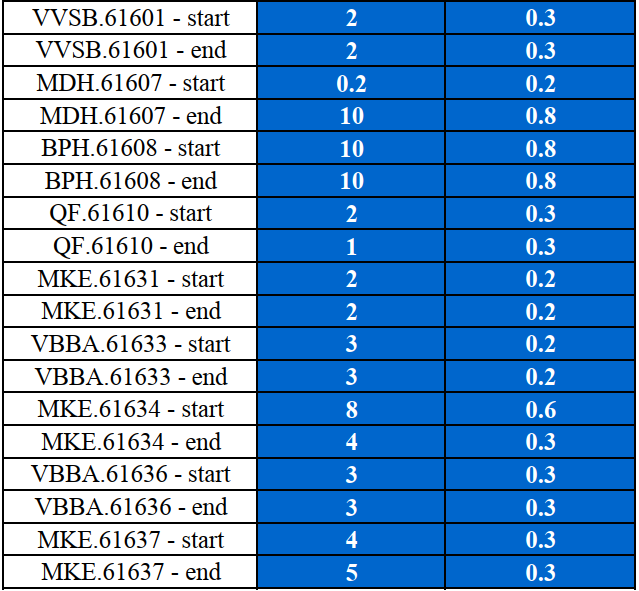 VVSB.61601 - start 2 0.3
VVSB.61601 - end 2 0.3
MDH.61607 - start 0.2 0.2
MDH.61607 - end 10 0.8
BPH.61608 - start 10 0.8
BPH.61608 - end 10 0.8
QF.61610 - start 2 0.3
QF.61610 - end 1 0.3
MKE.61631 - start 2 0.2
MKE.61631 - end 2 0.2
VBBA.61633 - start 3 0.2
VBBA.61633 - end 3 0.2
MKE.61634 - start 8 0.6
MKE.61634 - end 4 0.3
VBBA.61636 - start 3 0.3
VBBA.61636 - end 3 0.3
MKE.61637 - start 4 0.3
MKE.61637 - end 5 0.3